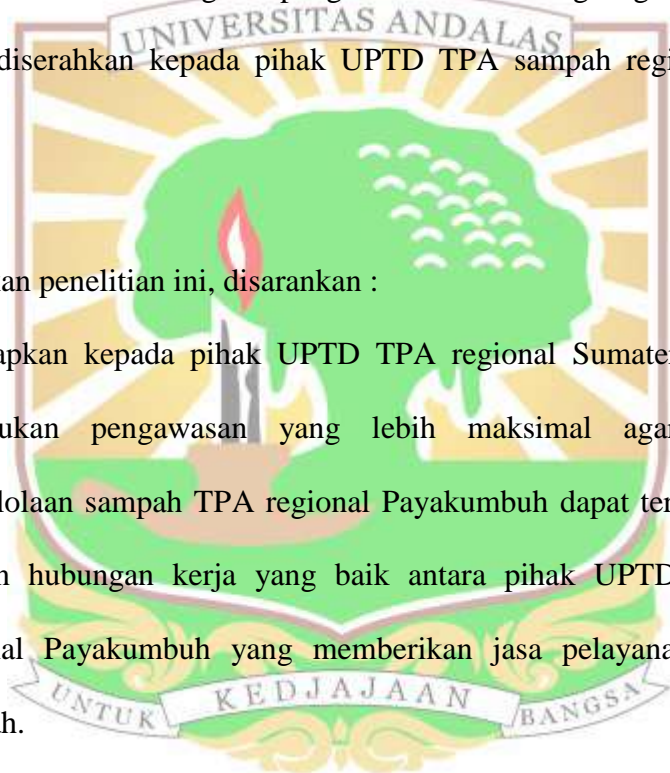 UNIVERSITAS ANDALAS
diserahkan kepada pihak UPTD TPA sampah regi
an penelitian ini, disarankan :
apkan kepada pihak UPTD TPA regional Sumate
ukan pengawasan yang lebih maksimal aga
lolaan sampah TPA regional Payakumbuh dapat te
n hubungan kerja yang baik antara pihak UPTD
al Payakumbuh yang memberikan jasa pelayana
h.
UNTUK KEDJAJAAN BANGSA